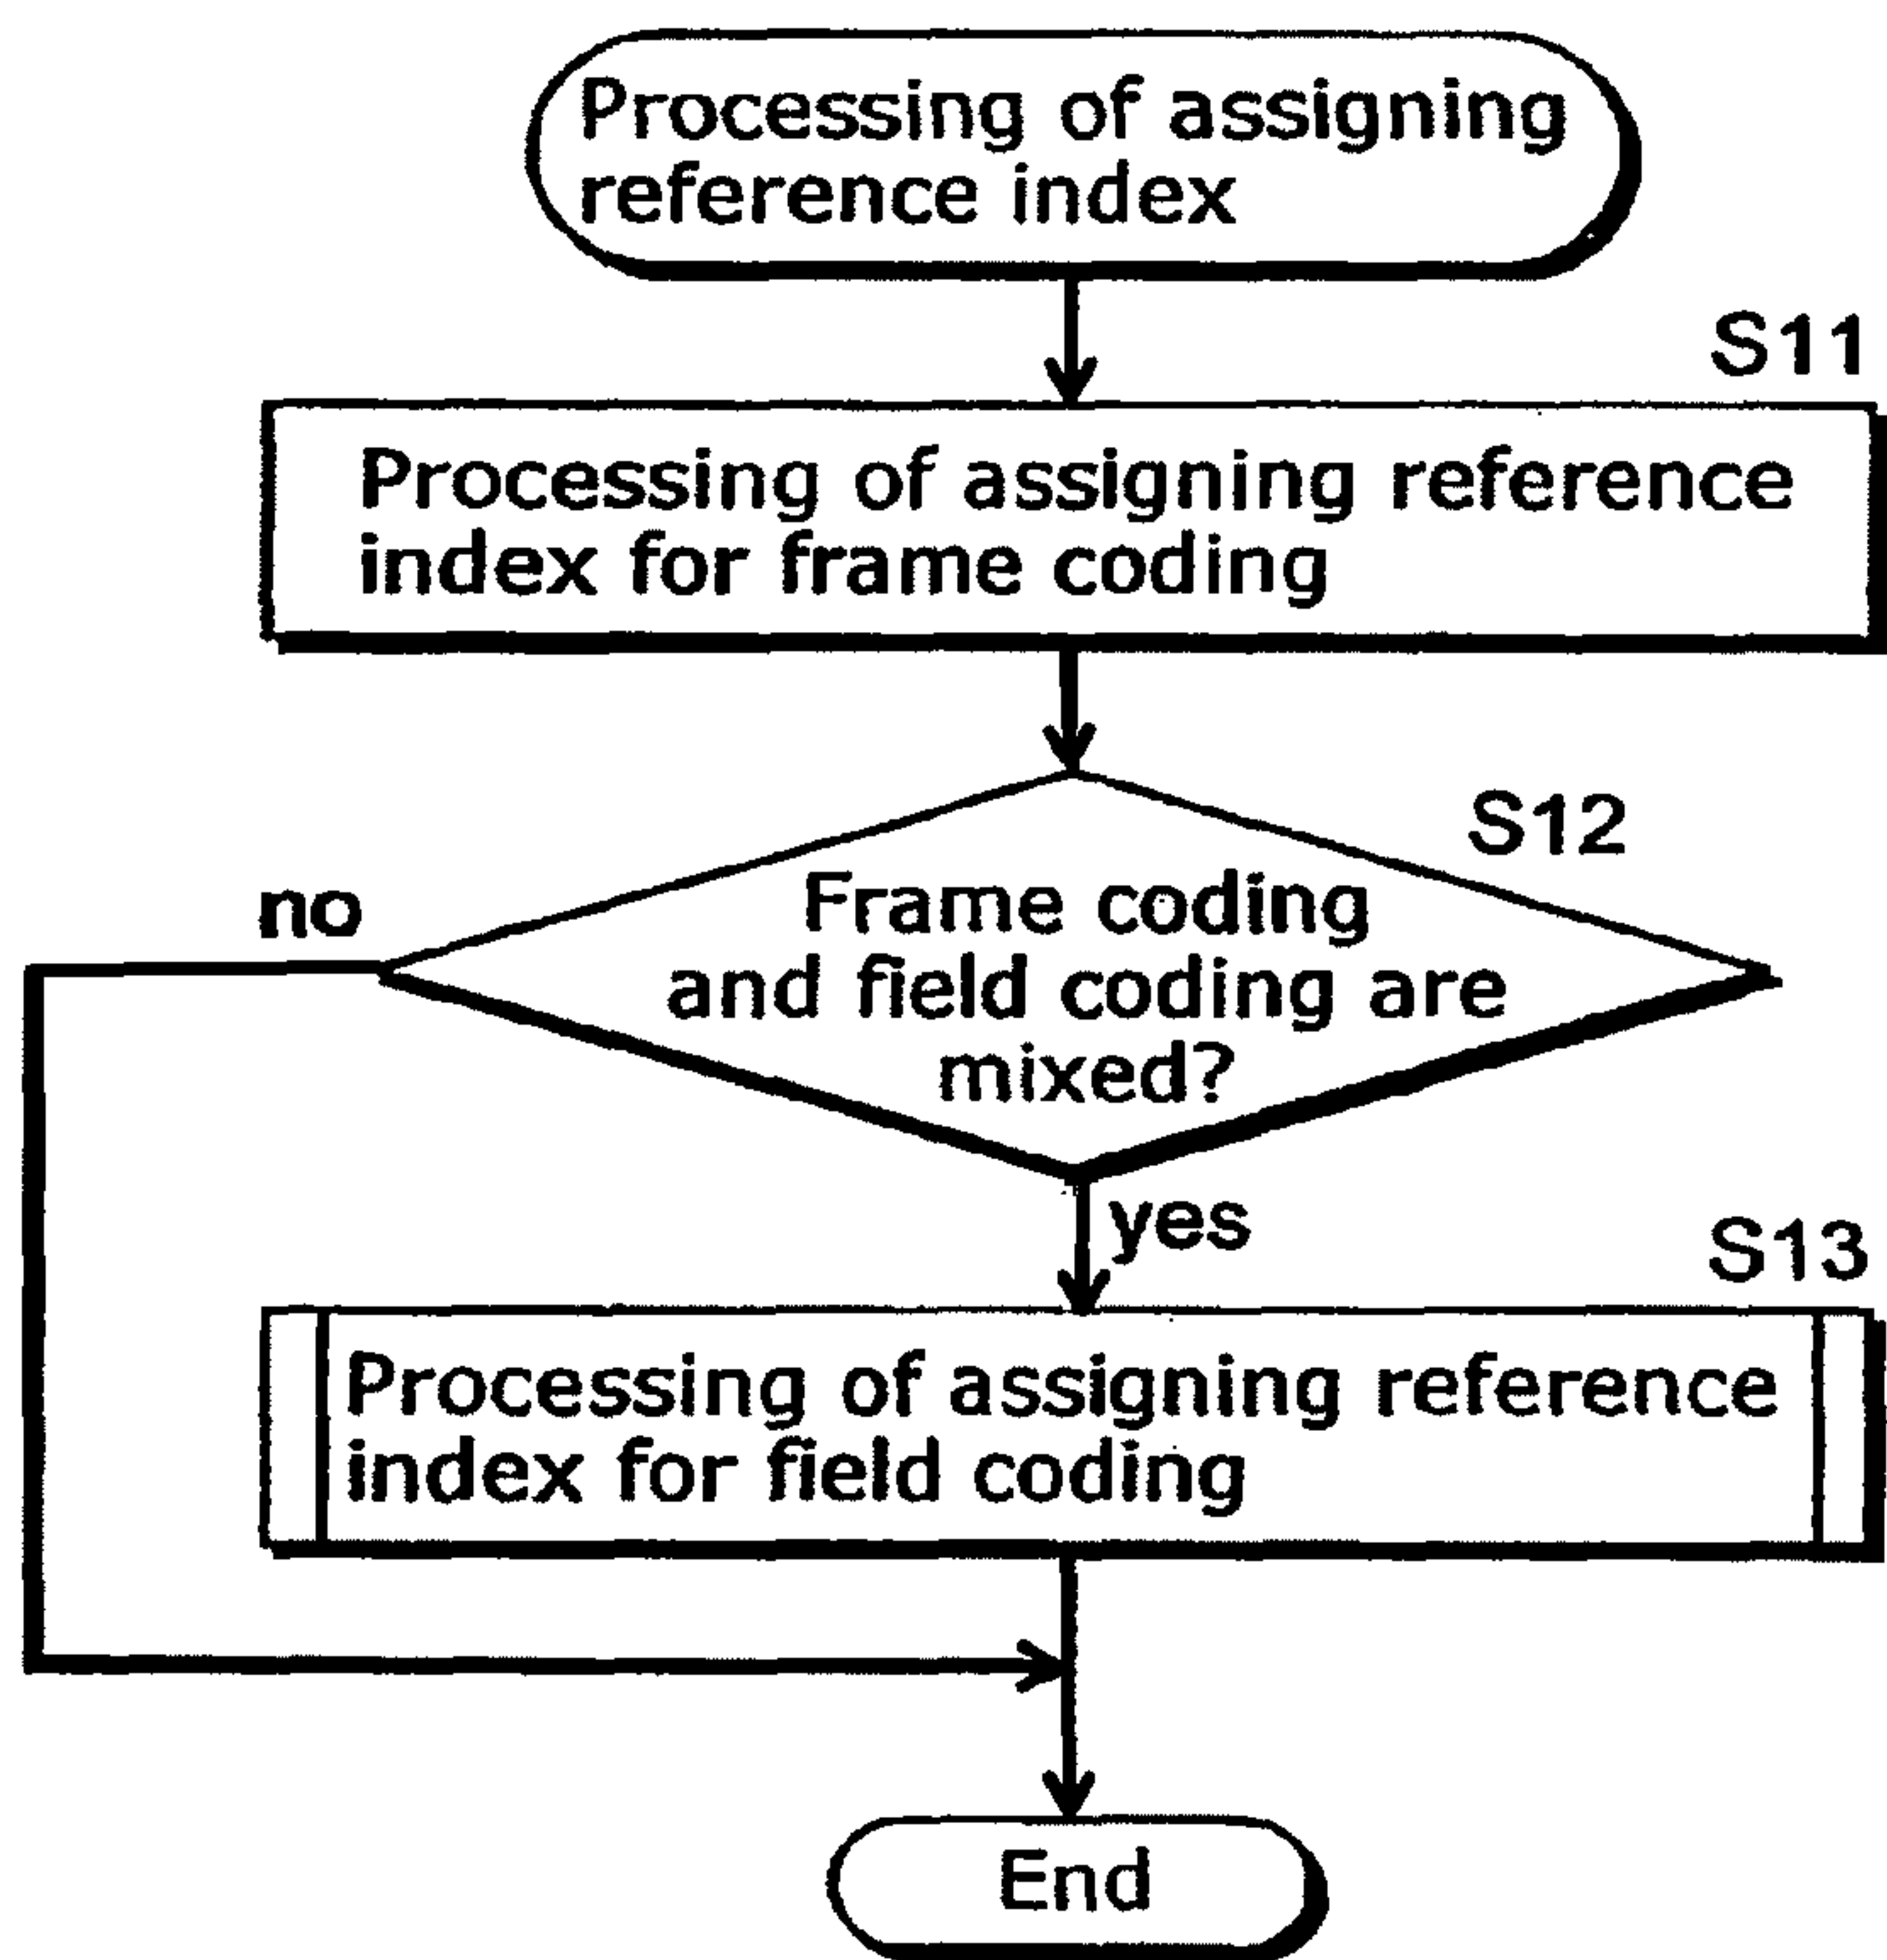 Processing of assigning
reference index
S11
Processing of assigning reference
index for frame coding
S12
no
Frame coding
and field coding are
mixed?
yes
S13
Processing of assigning reference
index for field coding
End